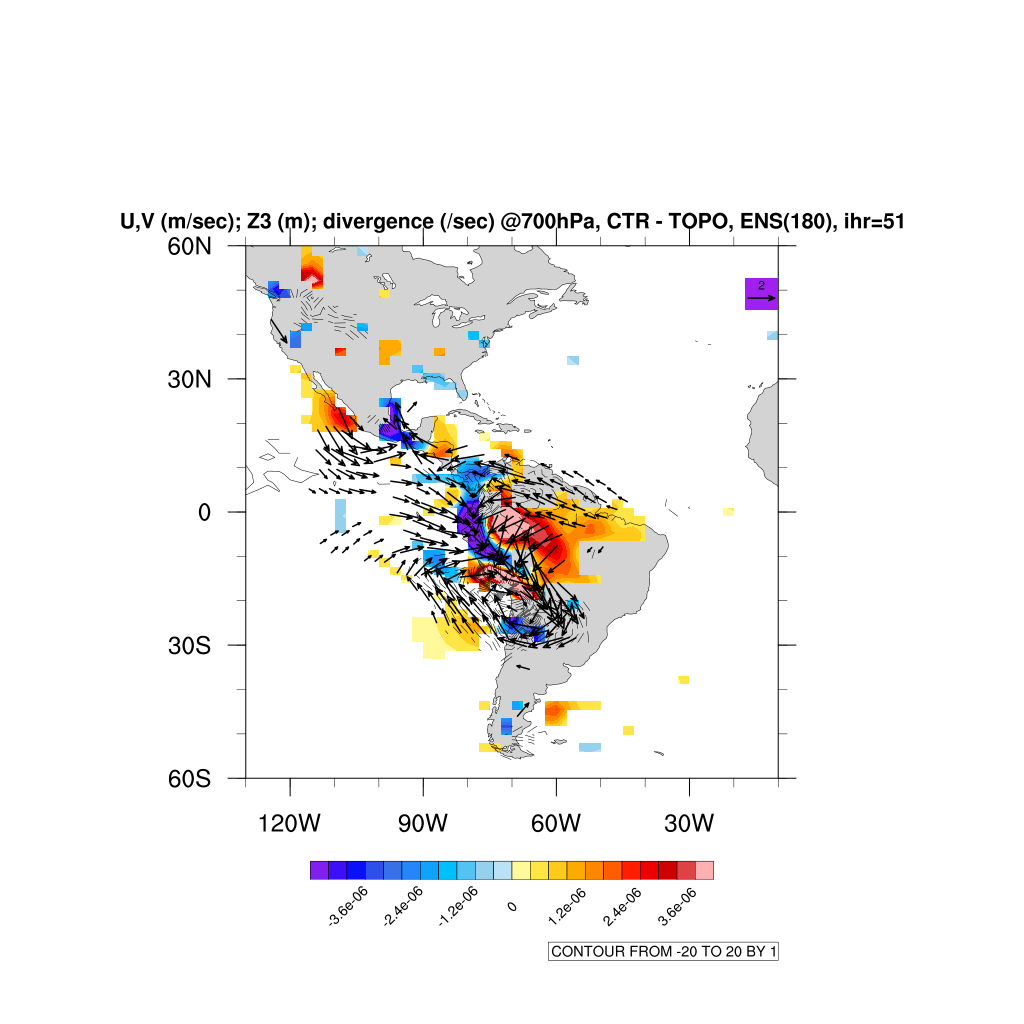 U,V (m/sec); Z3 (m); divergence (/sec) @700hPa, CTR - TOPO, ENS(180), ihr=51
60N
2
30N
0
30S
60S
120W 90W 60W 30W
-3.6e-06 -2.4e-06 -1.2e-06 0 1.2e-06 2.4e-06 3.6e-06
CONTOUR FROM -20 TO 20 BY 1